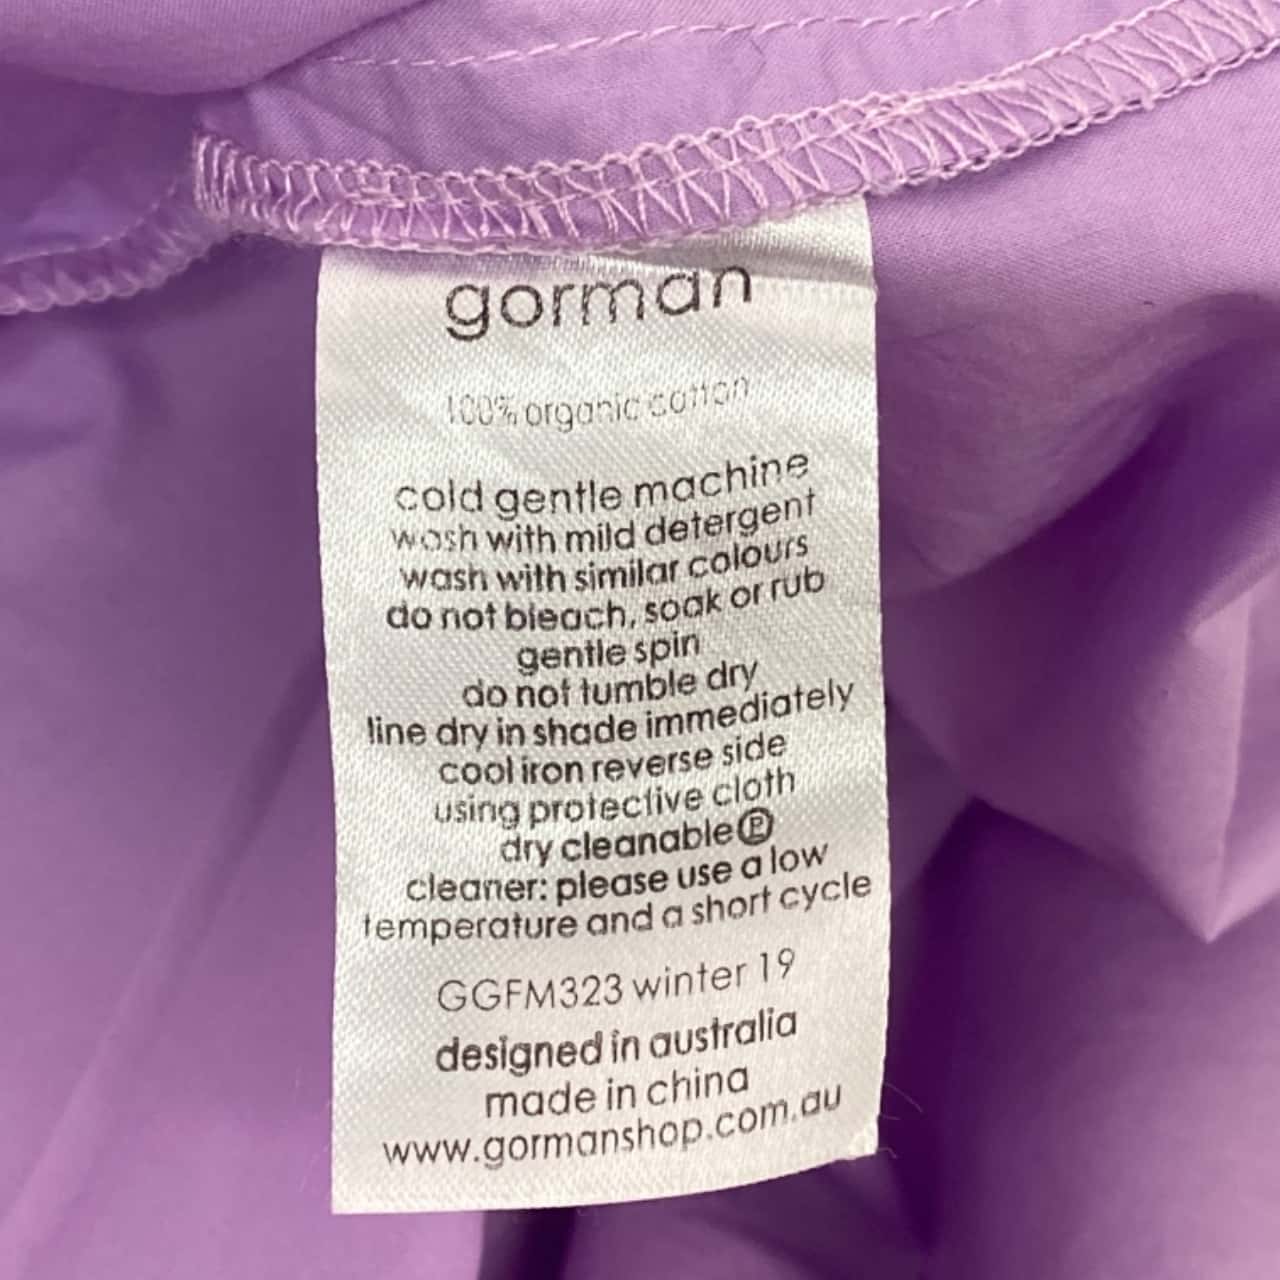 gorman
100% organic cotton
cold gentle machine
wash with mild detergent
wash with similar colours
do not bleach, soak or rub
gentle spin
do not tumble dry
line dry in shade immediately
cool iron reverse side
using protective cloth
dry cleanable Ⓟ
cleaner: please use a low
temperature and a short cycle
GGFM323 winter 19
designed in australia
made in china
www.gormanshop.com.au